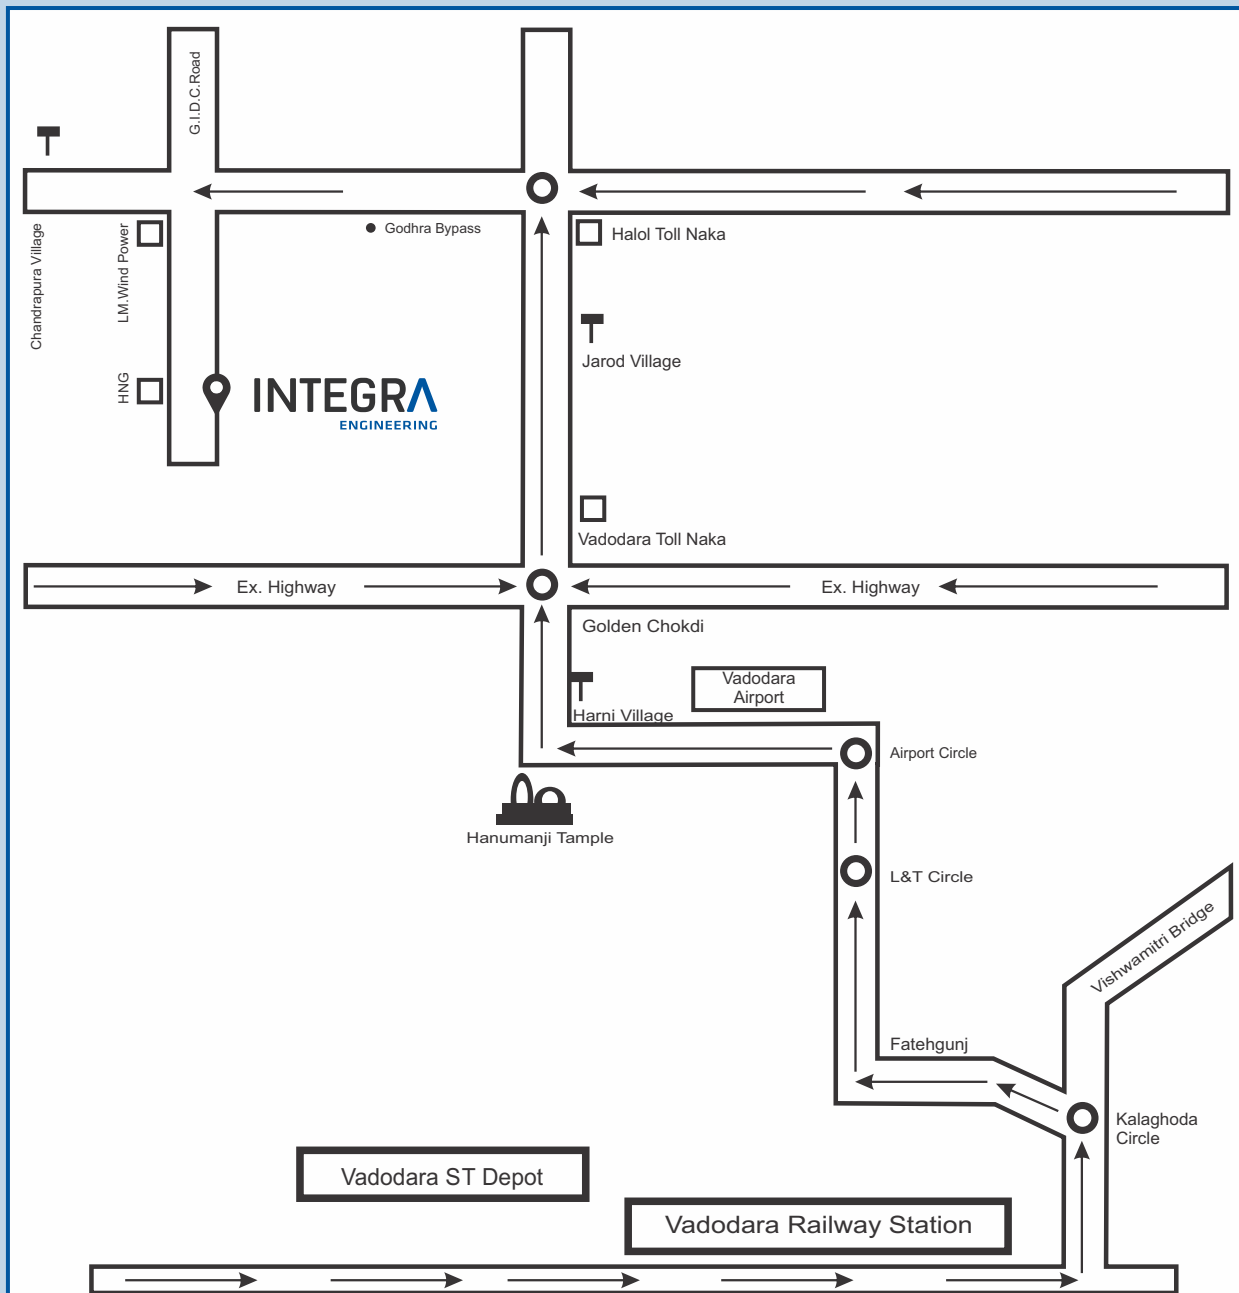 G.I.D.C.Road
Chandrapura Village
LM.Wind Power
Godhra Bypass
Halol Toll Naka
Jarod Village
HNG
INTEGRA
ENGINEERING
Vadodara Toll Naka
Ex. Highway
Ex. Highway
Golden Chokdi
Vadodara
Airport
Harni Village
Airport Circle
Hanumanji Tample
L&T Circle
Vishwamitri Bridge
Fatehgunj
Kalaghoda
Circle
Vadodara ST Depot
Vadodara Railway Station